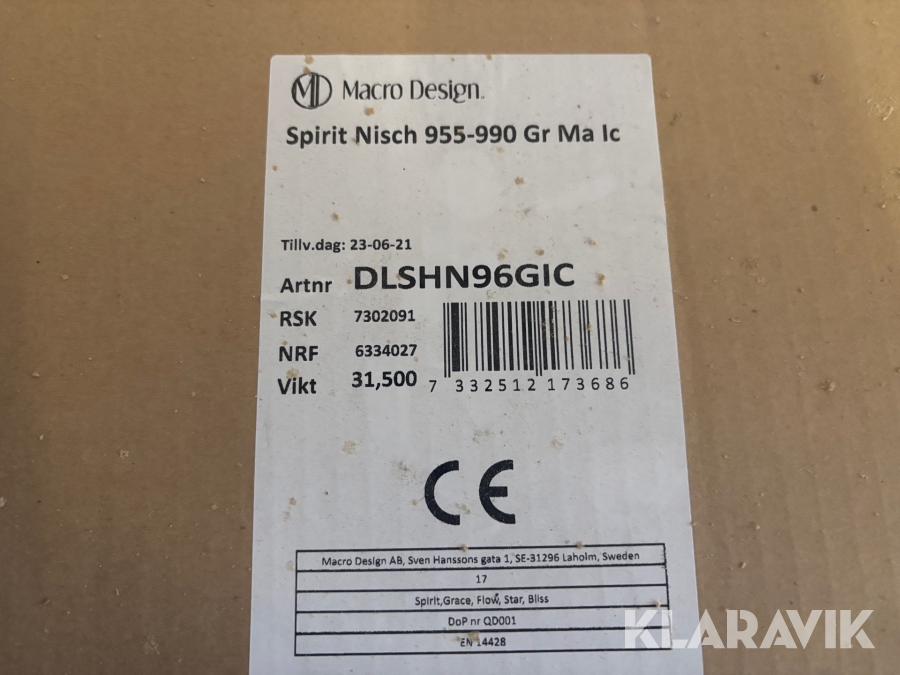 MD Macro Design
Spirit Nisch 955-990 Gr Ma Ic
Tillv.dag: 23-06-21
Artnr DLSHN96GIC
RSK 7302091
NRF 6334027
Vikt 31,500
7 332512 173686
CE
Macro Design AB, Sven Hanssons gata 1, SE-31296 Laholm, Sweden
17
Spirit,Grace, Flow, Star, Bliss
DoP nr QD001
EN 14428
KLARAVIK